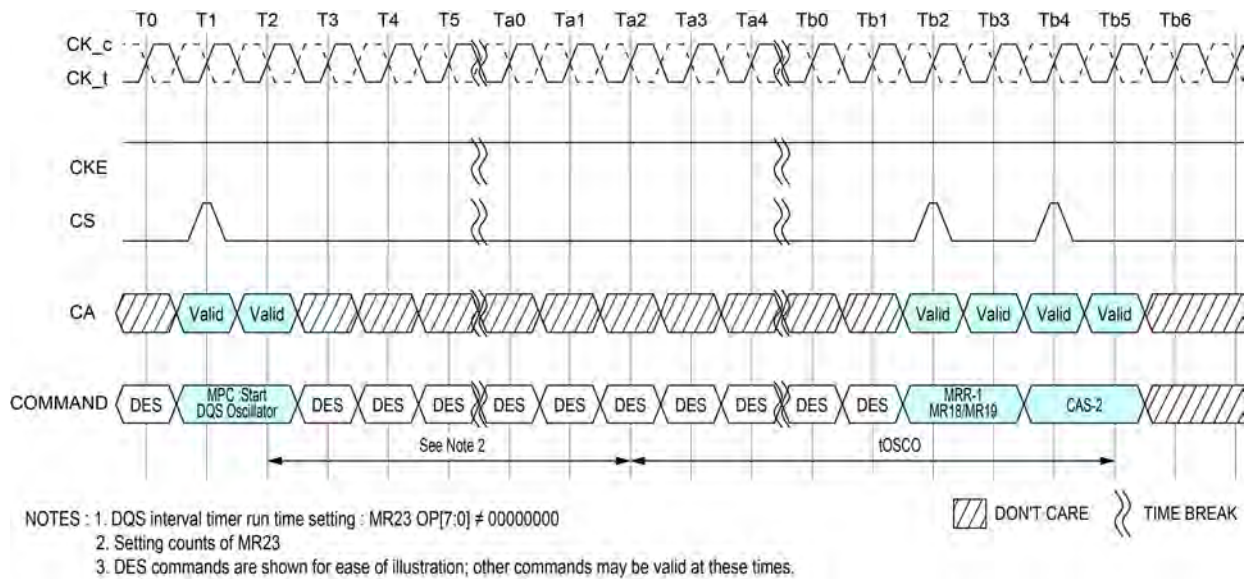 T0 T1 T2 T3 T4 T5 Ta0 Ta1 Ta2 Ta3 Ta4 Tb0 Tb1 Tb2 Tb3 Tb4 Tb5 Tb6
CK_c
CK_t
CKE
CS
CA Valid Valid Valid Valid Valid Valid
COMMAND DES MPC :Start DQS Oscillator DES DES DES DES DES DES DES DES DES DES MRR-1 MR18/MR19 CAS-2
See Note 2 tOSCO
NOTES : 1. DQS interval timer run time setting : MR23 OP[7:0] ≠ 00000000
2. Setting counts of MR23
3. DES commands are shown for ease of illustration; other commands may be valid at these times.
DON'T CARE TIME BREAK